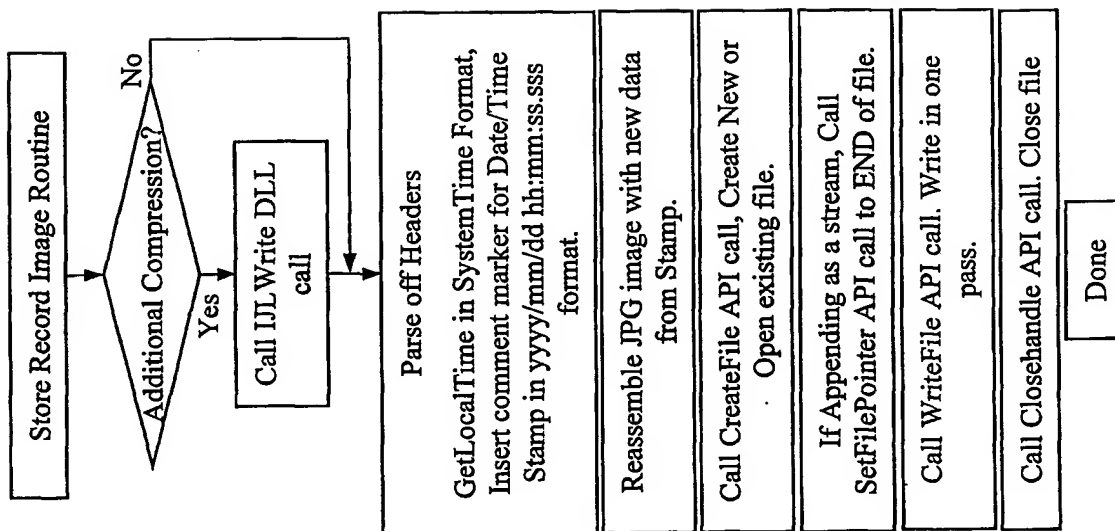 Store Record Image Routine
Additional Compression?
No
Yes
Call IJLWrite DLL
call
Parse off Headers
GetLocalTime in SystemTime Format,
Insert comment marker for Date/Time
Stamp in yyyy/mm/dd hh:mm:ss.sss
format.
Reassemble JPG image with new data
from Stamp.
Call CreateFile API call, Create New or
Open existing file.
If Appending as a stream, Call
SetFilePointer API call to END of file.
Call WriteFile API call. Write in one
pass.
Call Closehandle API call. Close file
Done